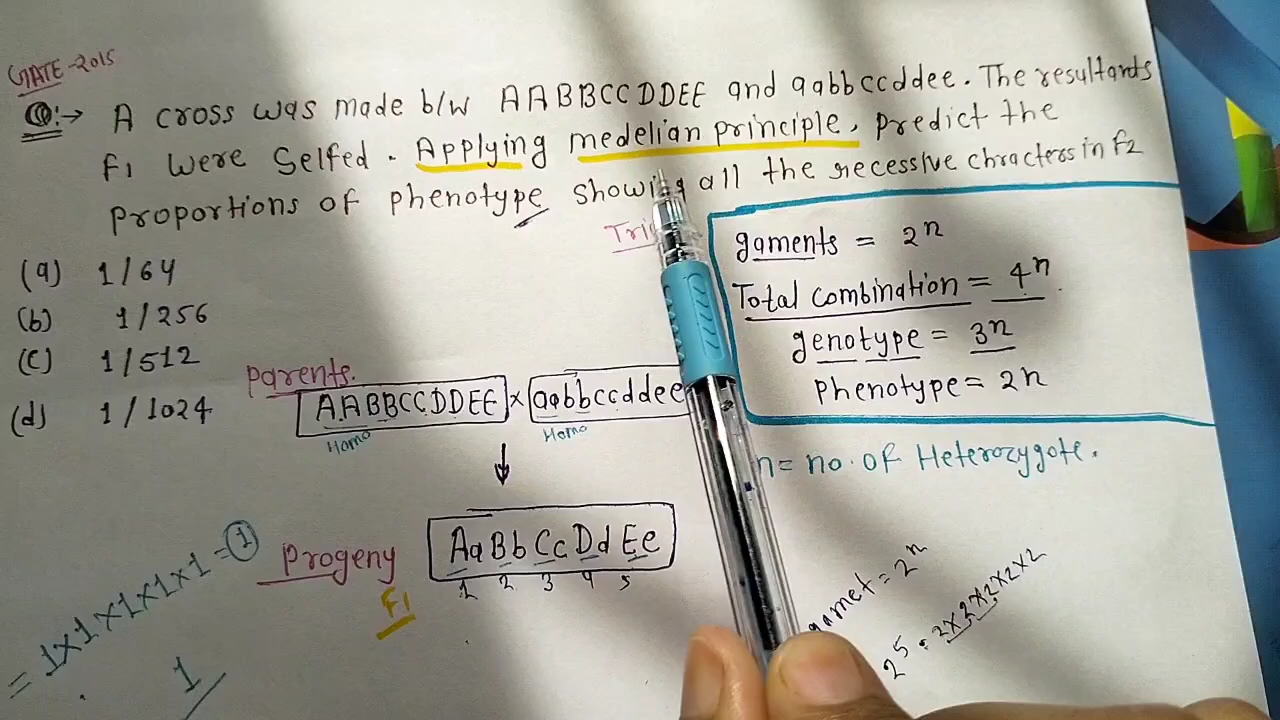 GATE-2015
Q:→ A cross was made b/w AABBCCDDEE and aabbccddee. The resultants
F1 were Selfed. Applying medelian principle, predict the
proportions of phenotype showing all the recessive chracters in F2
(a) 1/64
(b) 1/256
(c) 1/512
(d) 1/1024
gaments = 2ⁿ
Total combination = 4ⁿ
genotype = 3ⁿ
Phenotype = 2n
n = no. of Heterozygote.
Parents.
AABBCCDDEE × aabbccddee
Homo Homo
↓
Progeny AaBbCcDdEe
F1 1 2 3 4 5
= 1×1×1×1×1 = 1
1
gamet = 2ⁿ
2⁵ = 2×2×2×2×2